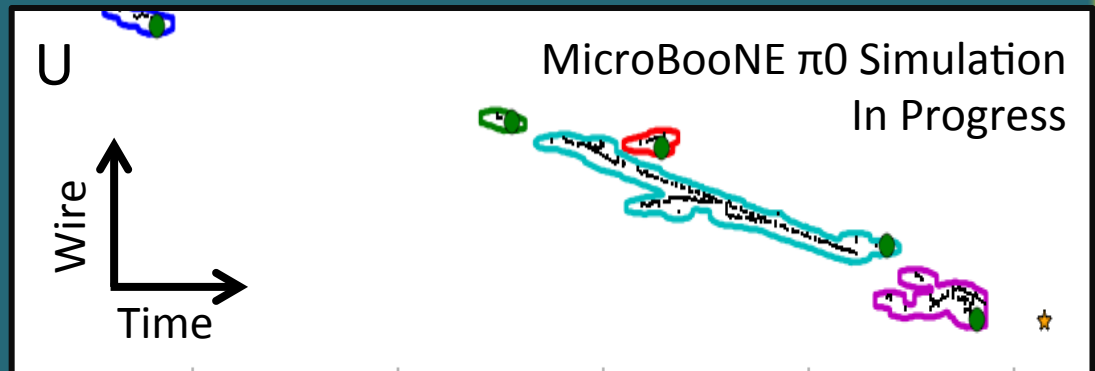 U
MicroBooNE π0 Simulation
In Progress
Wire
Time